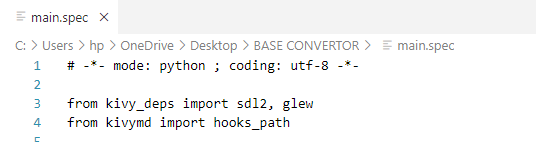 main.spec ×
C: > Users > hp > OneDrive > Desktop > BASE CONVERTOR > main.spec
1 # -*- mode: python ; coding: utf-8 -*-
2
3 from kivy_deps import sdl2, glew
4 from kivymd import hooks_path
5